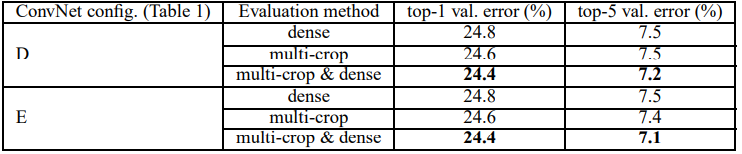 ConvNet config. (Table 1) Evaluation method top-1 val. error (%) top-5 val. error (%)
D dense 24.8 7.5
multi-crop 24.6 7.5
multi-crop & dense 24.4 7.2
E dense 24.8 7.5
multi-crop 24.6 7.4
multi-crop & dense 24.4 7.1